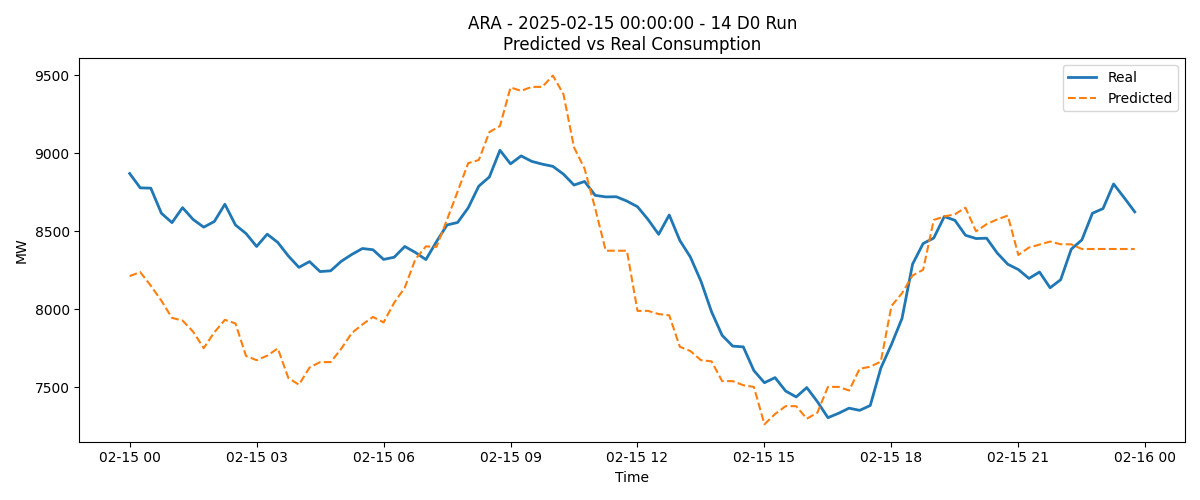 ARA - 2025-02-15 00:00:00 - 14 D0 Run
Predicted vs Real Consumption
Real
Predicted
9500
9000
8500
8000
7500
MW
02-15 00
02-15 03
02-15 06
02-15 09
02-15 12
02-15 15
02-15 18
02-15 21
02-16 00
Time